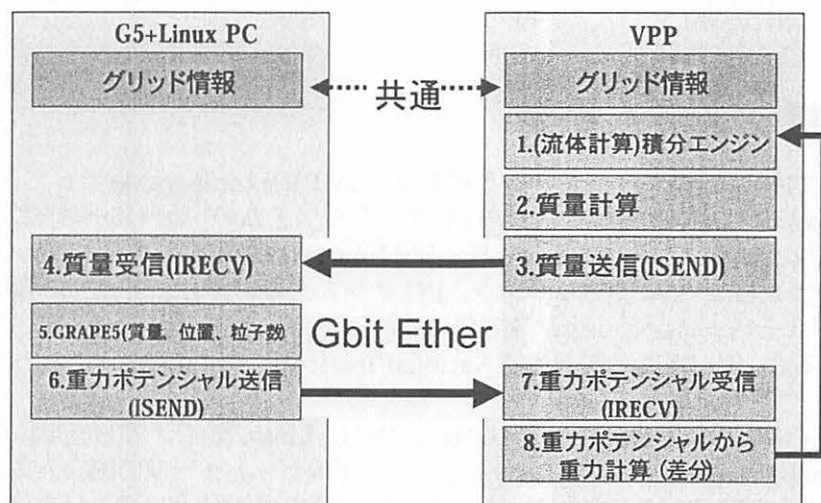 G5+Linux PC
VPP
グリッド情報
共通
グリッド情報
1.(流体計算)積分エンジン
2.質量計算
4.質量受信(IRECV)
3.質量送信(ISEND)
5.GRAPE5(質量、位置、粒子数)
Gbit Ether
6.重力ポテンシャル送信
(ISEND)
7.重力ポテンシャル受信
(IRECV)
8.重力ポテンシャルから
重力計算(差分)